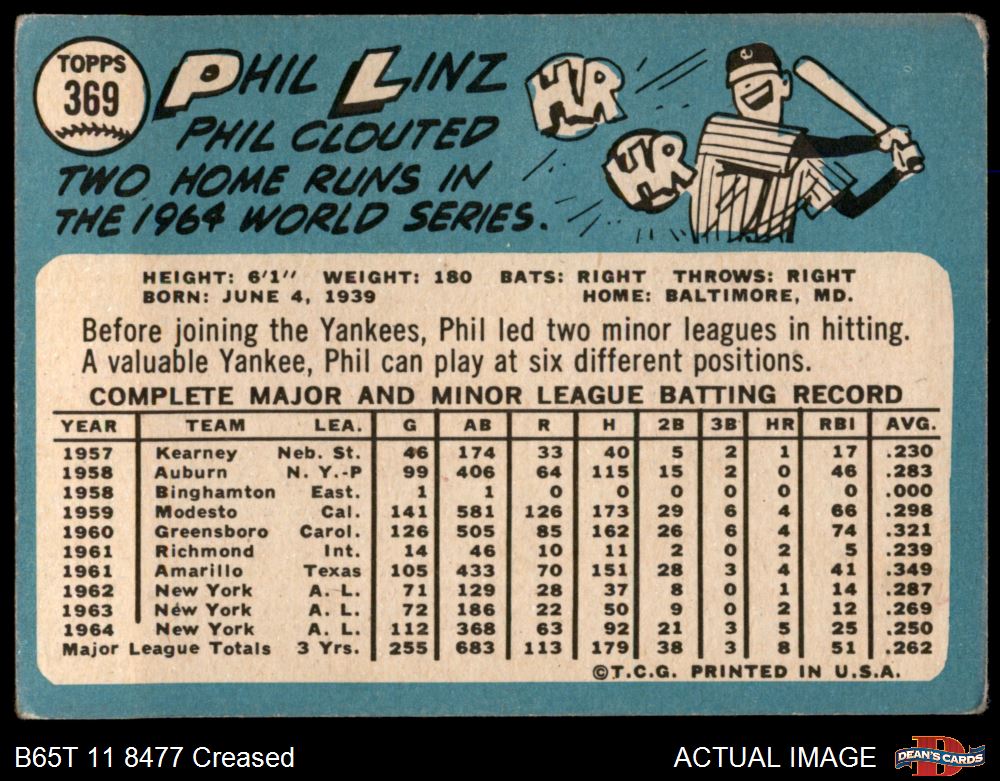 TOPPS
369
PHIL LINZ
PHIL CLOUTED
TWO HOME RUNS IN
THE 1964 WORLD SERIES.
HR
HR
HEIGHT: 6'1" WEIGHT: 180 BATS: RIGHT THROWS: RIGHT
BORN: JUNE 4, 1939 HOME: BALTIMORE, MD.
Before joining the Yankees, Phil led two minor leagues in hitting.
A valuable Yankee, Phil can play at six different positions.
COMPLETE MAJOR AND MINOR LEAGUE BATTING RECORD
YEAR TEAM LEA. G AB R H 2B 3B HR RBI AVG.
1957 Kearney Neb. St. 46 174 33 40 5 2 1 17 .230
1958 Auburn N. Y.-P 99 406 64 115 15 2 0 46 .283
1958 Binghamton East. 1 1 0 0 0 0 0 0 .000
1959 Modesto Cal. 141 581 126 173 29 6 4 66 .298
1960 Greensboro Carol. 126 505 85 162 26 6 4 74 .321
1961 Richmond Int. 14 46 10 11 2 0 2 5 .239
1961 Amarillo Texas 105 433 70 151 28 3 4 41 .349
1962 New York A. L. 71 129 28 37 8 0 1 14 .287
1963 New York A. L. 72 186 22 50 9 0 2 12 .269
1964 New York A. L. 112 368 63 92 21 3 5 25 .250
Major League Totals 3 Yrs. 255 683 113 179 38 3 8 51 .262
©T.C.G. PRINTED IN U.S.A.
B65T 11 8477 Creased ACTUAL IMAGE
D
DEAN'S CARDS